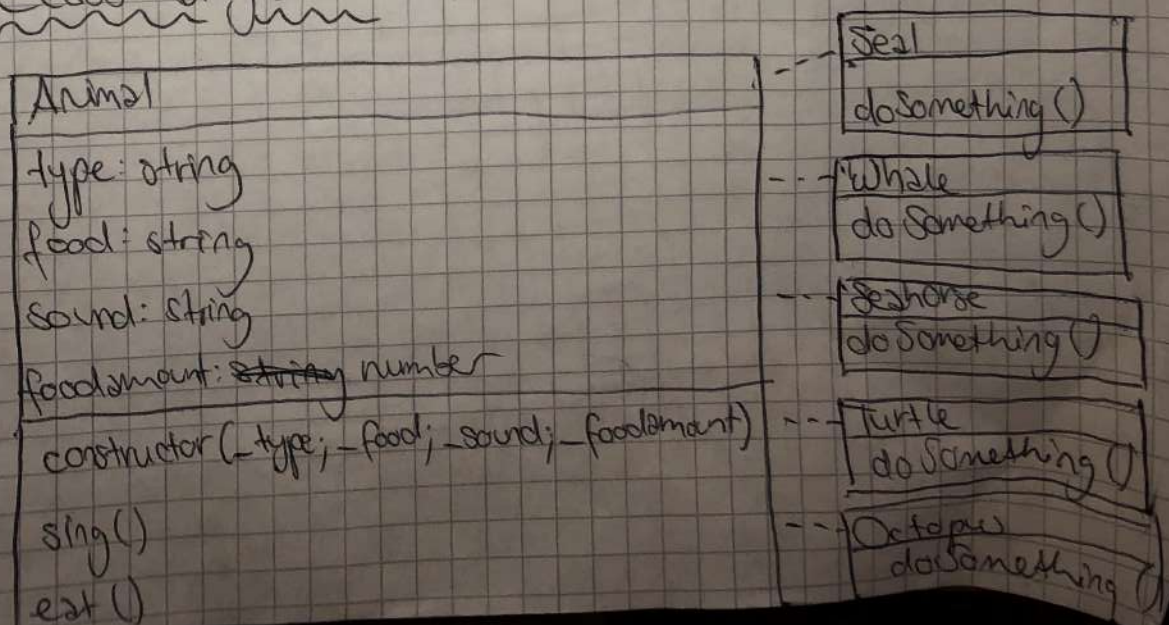 Animal
type: string
food: string
sound: string
foodamount: string number
constructor(_type; _food; _sound; _foodamount)
sing()
eat()
Seal
doSomething()
Whale
doSomething()
Seahorse
doSomething()
Turtle
doSomething()
Octopus
doSomething()